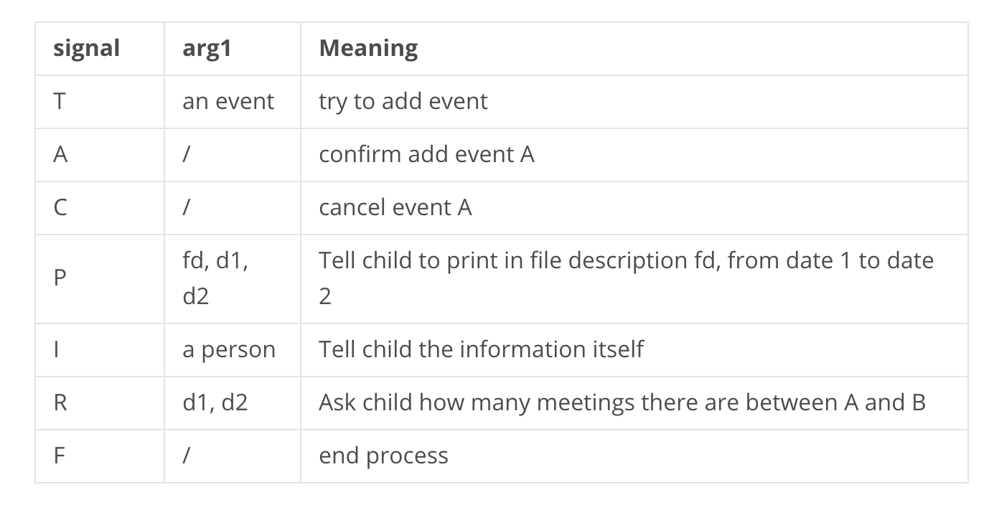 signal arg1 Meaning
T an event try to add event
A / confirm add event A
C / cancel event A
P fd, d1, d2 Tell child to print in file description fd, from date 1 to date 2
I a person Tell child the information itself
R d1, d2 Ask child how many meetings there are between A and B
F / end process